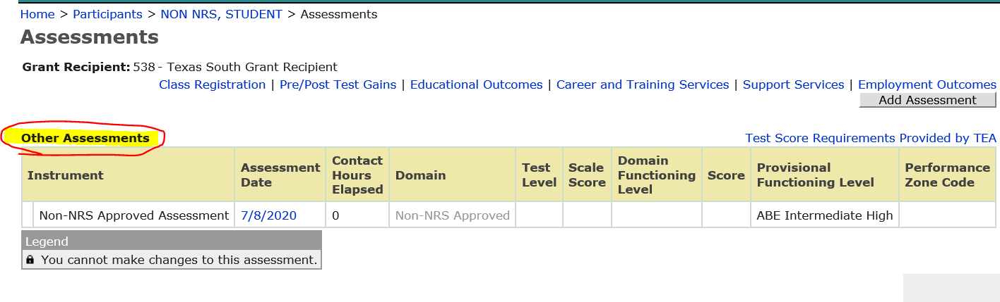 Home > Participants > NON NRS, STUDENT > Assessments
Assessments
Grant Recipient: 538 - Texas South Grant Recipient
Class Registration | Pre/Post Test Gains | Educational Outcomes | Career and Training Services | Support Services | Employment Outcomes
Add Assessment
Other Assessments
Test Score Requirements Provided by TEA
Instrument
Assessment
Date
Contact
Hours
Elapsed
Domain
Test
Level
Scale
Score
Domain
Functioning
Level
Score
Provisional
Functioning Level
Performance
Zone Code
Non-NRS Approved Assessment
7/8/2020
0
Non-NRS Approved
ABE Intermediate High
Legend
You cannot make changes to this assessment.